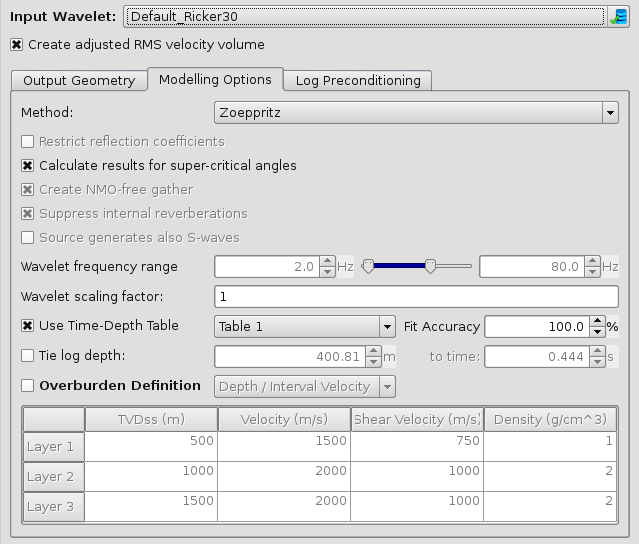 Input Wavelet: Default_Ricker30
Create adjusted RMS velocity volume
Output Geometry Modelling Options Log Preconditioning
Method: Zoeppritz
Restrict reflection coefficients
Calculate results for super-critical angles
Create NMO-free gather
Suppress internal reverberations
Source generates also S-waves
Wavelet frequency range 2.0 Hz 80.0 Hz
Wavelet scaling factor: 1
Use Time-Depth Table Table 1 Fit Accuracy 100.0 %
Tie log depth: 400.81 m to time: 0.444 s
Overburden Definition Depth / Interval Velocity
TVDss (m) Velocity (m/s) Shear Velocity (m/s) Density (g/cm^3)
Layer 1 500 1500 750 1
Layer 2 1000 2000 1000 2
Layer 3 1500 2000 1000 2